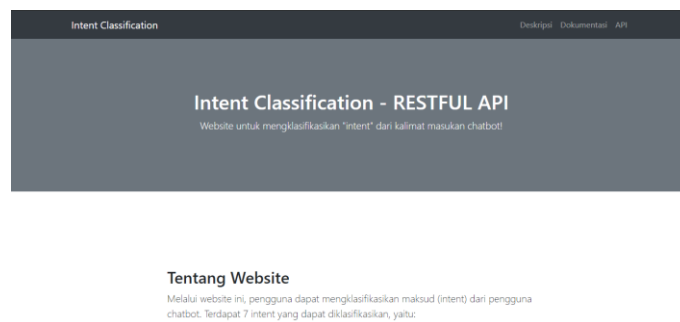 Intent Classification
Deskripsi Dokumentasi API
Intent Classification - RESTFUL API
Website untuk mengklasifikasikan "intent" dari kalimat masukan chatbot!
Tentang Website
Melalui website ini, pengguna dapat mengklasifikasikan maksud (intent) dari pengguna
chatbot. Terdapat 7 intent yang dapat diklasifikasikan, yaitu: